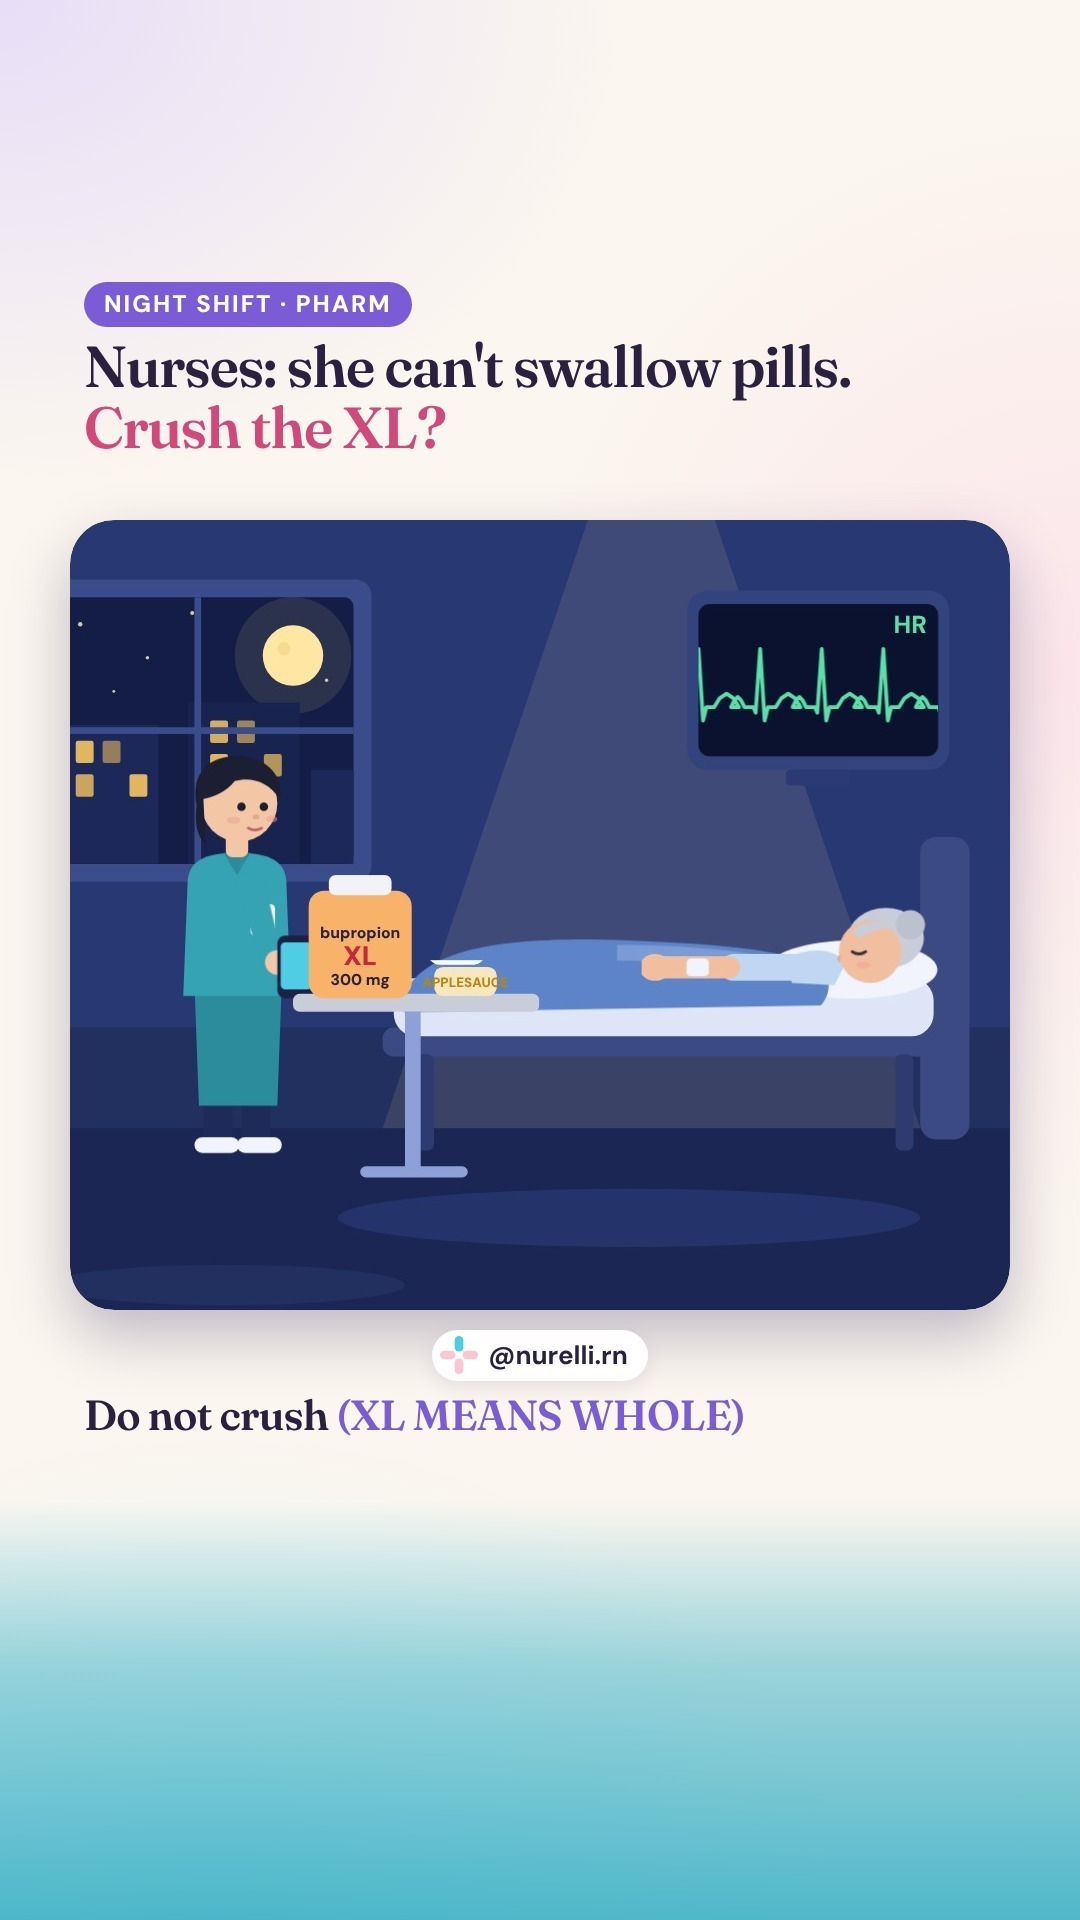 NIGHT SHIFT · PHARM
Nurses: she can't swallow pills.
Crush the XL?
HR
bupropion
XL
300 mg
APPLESAUCE
@nurelli.rn
Do not crush (XL MEANS WHOLE)